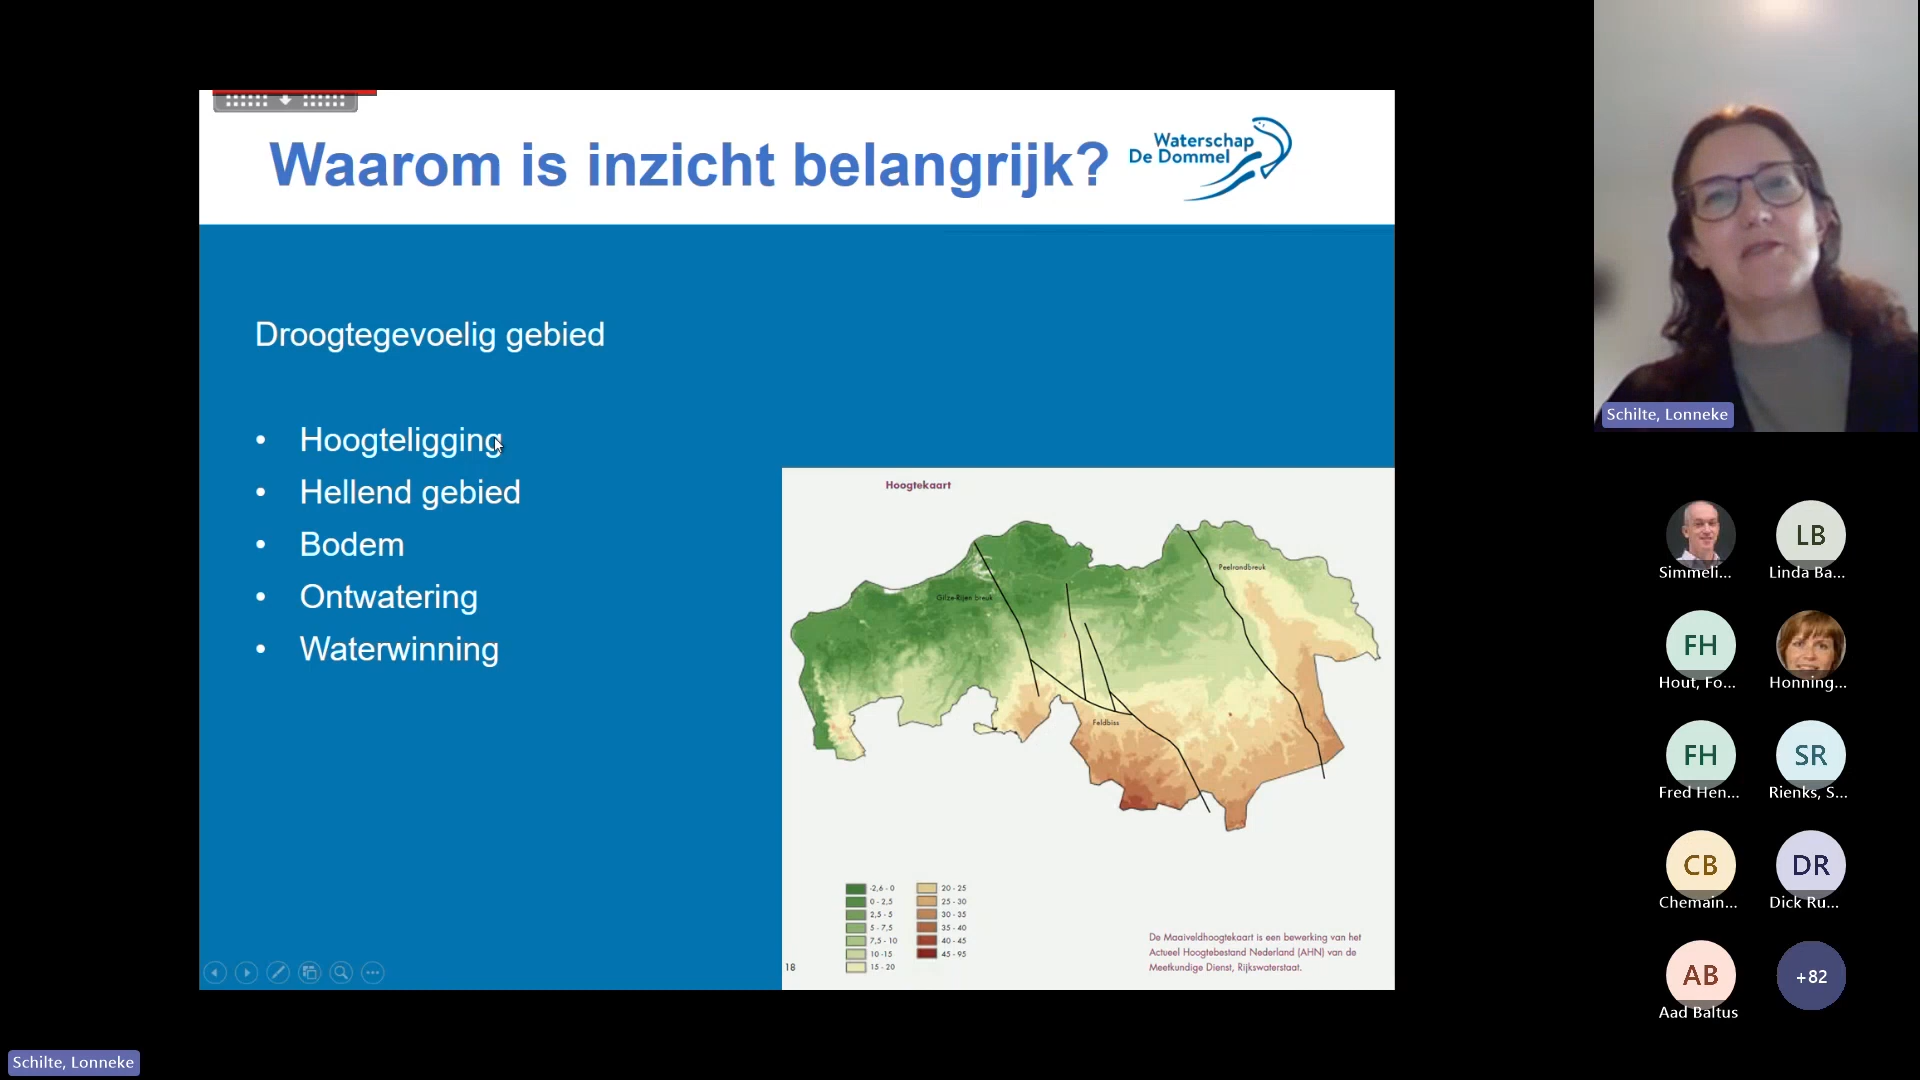 Waarom is inzicht belangrijk?
Waterschap
De Dommel
Droogtegevoelig gebied
• Hoogteligging
• Hellend gebied
• Bodem
• Ontwatering
• Waterwinning
Hoogtekaart
Peelrandbreuk
Gilze-Rijen breuk
Feldbiss
-2,6 - 0
0 - 2,5
2,5 - 5
5 - 7,5
7,5 - 10
10 -15
15 - 20
20 - 25
25 - 30
30 - 35
35 - 40
40 - 45
45 - 95
De Maaiveldhoogtekaart is een bewerking van het
Actueel Hoogtebestand Nederland (AHN) van de
Meetkundige Dienst, Rijkswaterstaat.
18
Schilte, Lonneke
Simmeli...
LB
Linda Ba...
FH
Hout, Fo...
Honning...
FH
Fred Hen...
SR
Rienks, S...
CB
Chemain...
DR
Dick Ru...
AB
Aad Baltus
+82
Schilte, Lonneke